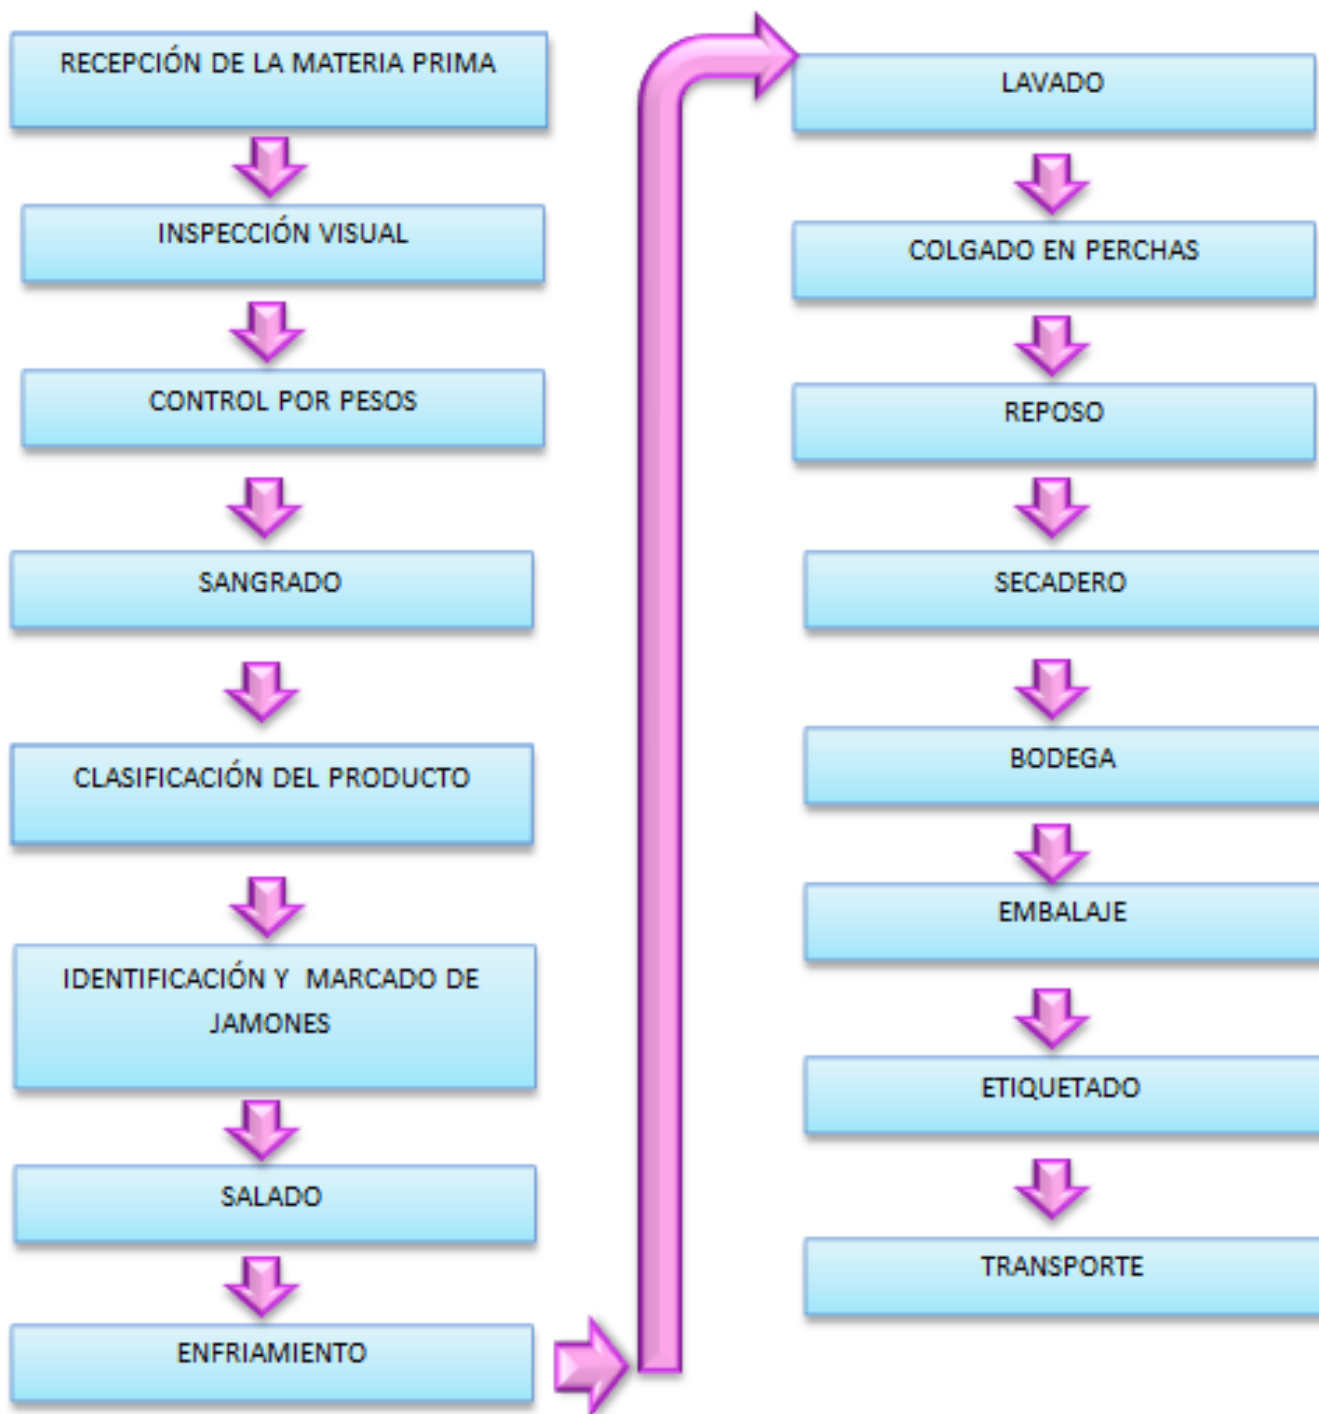 RECEPCIÓN DE LA MATERIA PRIMA
INSPECCIÓN VISUAL
CONTROL POR PESOS
SANGRADO
CLASIFICACIÓN DEL PRODUCTO
IDENTIFICACIÓN Y MARCADO DE
JAMONES
SALADO
ENFRIAMIENTO
LAVADO
COLGADO EN PERCHAS
REPOSO
SECADERO
BODEGA
EMBALAJE
ETIQUETADO
TRANSPORTE